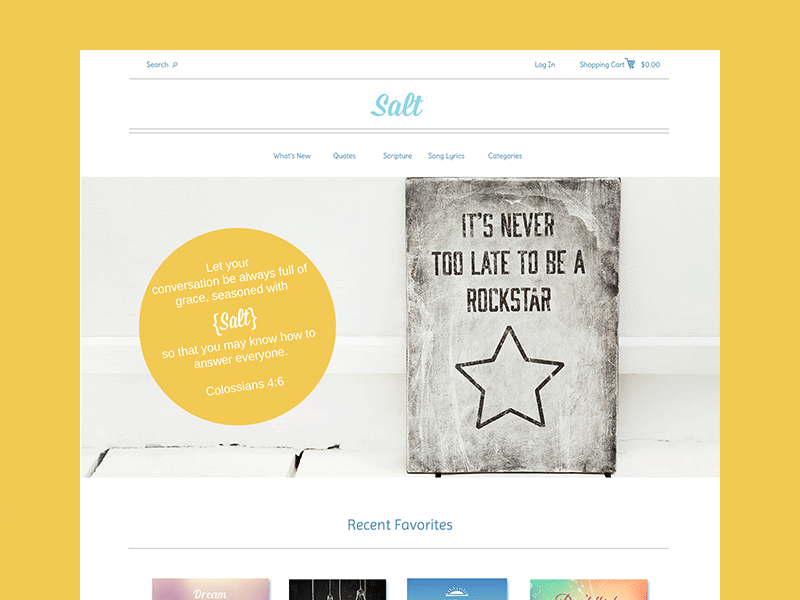 Search
Log In
Shopping Cart $0.00
Salt
What's New
Quotes
Scripture
Song Lyrics
Categories
Let your
conversation be always full of
grace, seasoned with
{Salt}
so that you may know how to
answer everyone.
Colossians 4:6
IT'S NEVER
TOO LATE TO BE A
ROCKSTAR
Recent Favorites
Dream